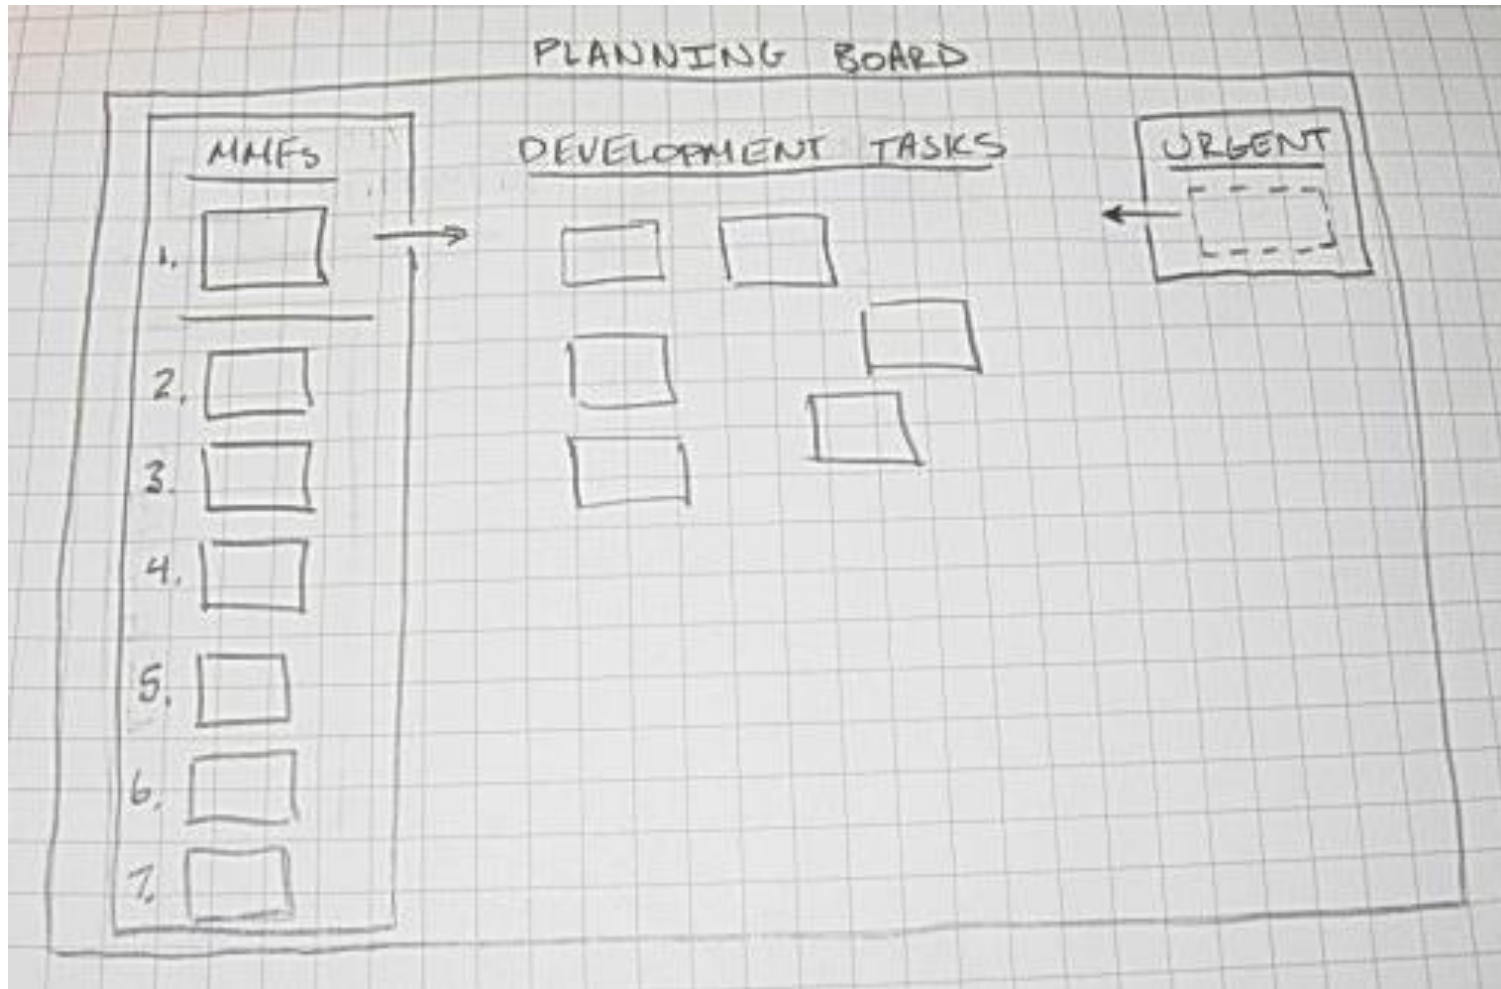 PLANNING BOARD
MMFs
DEVELOPMENT TASKS
URGENT
1.
2.
3.
4.
5.
6.
7.